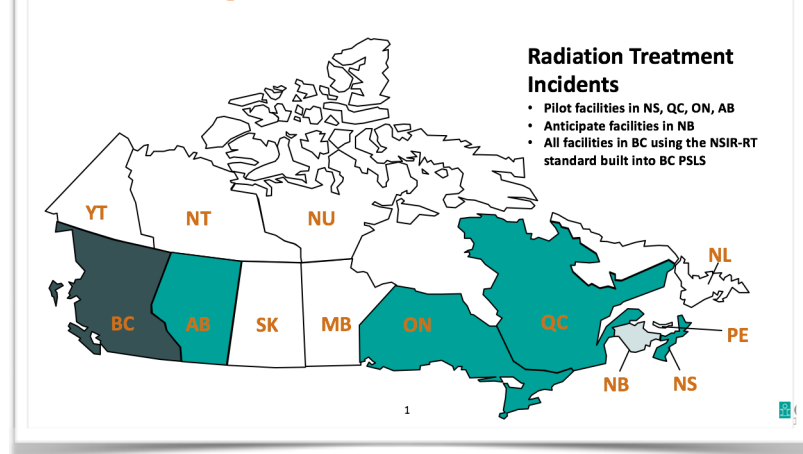 Radiation Treatment
Incidents
• Pilot facilities in NS, QC, ON, AB
• Anticipate facilities in NB
• All facilities in BC using the NSIR-RT
standard built into BC PSLS
YT
NT
NU
NL
BC
AB
SK
MB
ON
QC
PE
NB
NS
1